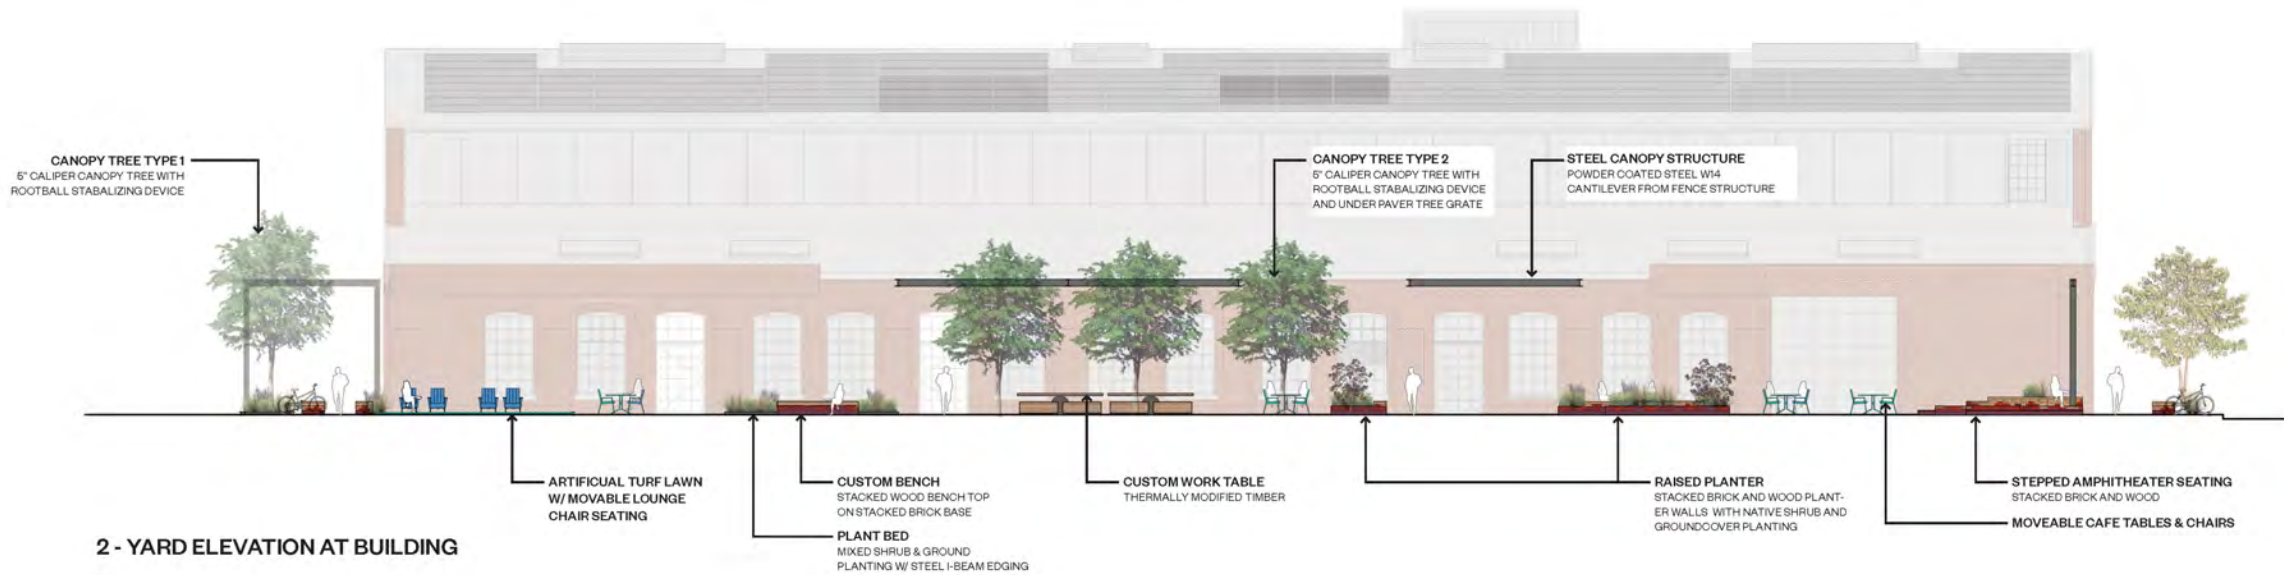 CANOPY TREE TYPE 1
5" CALIPER CANOPY TREE WITH
ROOTBALL STABALIZING DEVICE
CANOPY TREE TYPE 2
5" CALIPER CANOPY TREE WITH
ROOTBALL STABALIZING DEVICE
AND UNDER PAVER TREE GRATE
STEEL CANOPY STRUCTURE
POWDER COATED STEEL W14
CANTILEVER FROM FENCE STRUCTURE
ARTIFICUAL TURF LAWN
W/ MOVABLE LOUNGE
CHAIR SEATING
CUSTOM BENCH
STACKED WOOD BENCH TOP
ON STACKED BRICK BASE
PLANT BED
MIXED SHRUB & GROUND
PLANTING W/ STEEL I-BEAM EDGING
CUSTOM WORK TABLE
THERMALLY MODIFIED TIMBER
RAISED PLANTER
STACKED BRICK AND WOOD PLANT-
ER WALLS WITH NATIVE SHRUB AND
GROUNDCOVER PLANTING
STEPPED AMPHITHEATER SEATING
STACKED BRICK AND WOOD
MOVEABLE CAFE TABLES & CHAIRS
2 - YARD ELEVATION AT BUILDING